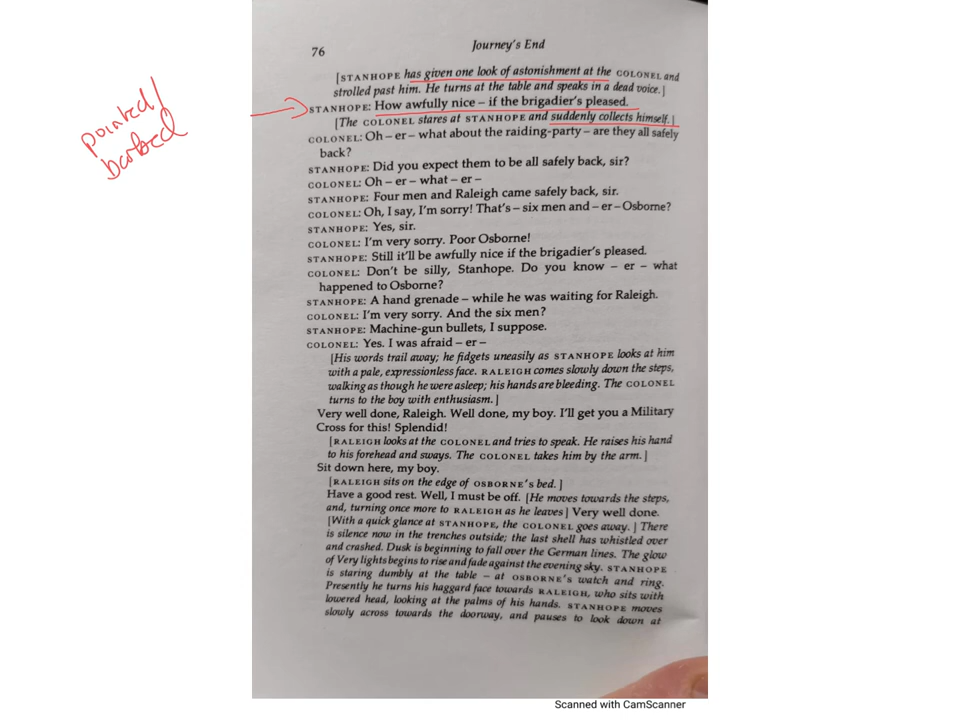 76
Journey's End
[STANHOPE has given one look of astonishment at the COLONEL and
strolled past him. He turns at the table and speaks in a dead voice.]
STANHOPE: How awfully nice – if the brigadier's pleased.
[The COLONEL stares at STANHOPE and suddenly collects himself.]
COLONEL: Oh – er – what about the raiding-party – are they all safely
back?
STANHOPE: Did you expect them to be all safely back, sir?
COLONEL: Oh – er – what – er –
STANHOPE: Four men and Raleigh came safely back, sir.
COLONEL: Oh, I say, I'm sorry! That's – six men and – er – Osborne?
STANHOPE: Yes, sir.
COLONEL: I'm very sorry. Poor Osborne!
STANHOPE: Still it'll be awfully nice if the brigadier's pleased.
COLONEL: Don't be silly, Stanhope. Do you know – er – what
happened to Osborne?
STANHOPE: A hand grenade – while he was waiting for Raleigh.
COLONEL: I'm very sorry. And the six men?
STANHOPE: Machine-gun bullets, I suppose.
COLONEL: Yes. I was afraid – er –
[His words trail away; he fidgets uneasily as STANHOPE looks at him
with a pale, expressionless face. RALEIGH comes slowly down the steps,
walking as though he were asleep; his hands are bleeding. The COLONEL
turns to the boy with enthusiasm.]
Very well done, Raleigh. Well done, my boy. I'll get you a Military
Cross for this! Splendid!
[RALEIGH looks at the COLONEL and tries to speak. He raises his hand
to his forehead and sways. The COLONEL takes him by the arm.]
Sit down here, my boy.
[RALEIGH sits on the edge of OSBORNE'S bed.]
Have a good rest. Well, I must be off. [He moves towards the steps,
and, turning once more to RALEIGH as he leaves] Very well done.
[With a quick glance at STANHOPE, the COLONEL goes away.] There
is silence now in the trenches outside; the last shell has whistled over
and crashed. Dusk is beginning to fall over the German lines. The glow
of Very lights begins to rise and fade against the evening sky. STANHOPE
is staring dumbly at the table – at OSBORNE'S watch and ring.
Presently he turns his haggard face towards RALEIGH, who sits with
lowered head, looking at the palms of his hands. STANHOPE moves
slowly across towards the doorway, and pauses to look down at
pointed/
barbed
Scanned with CamScanner